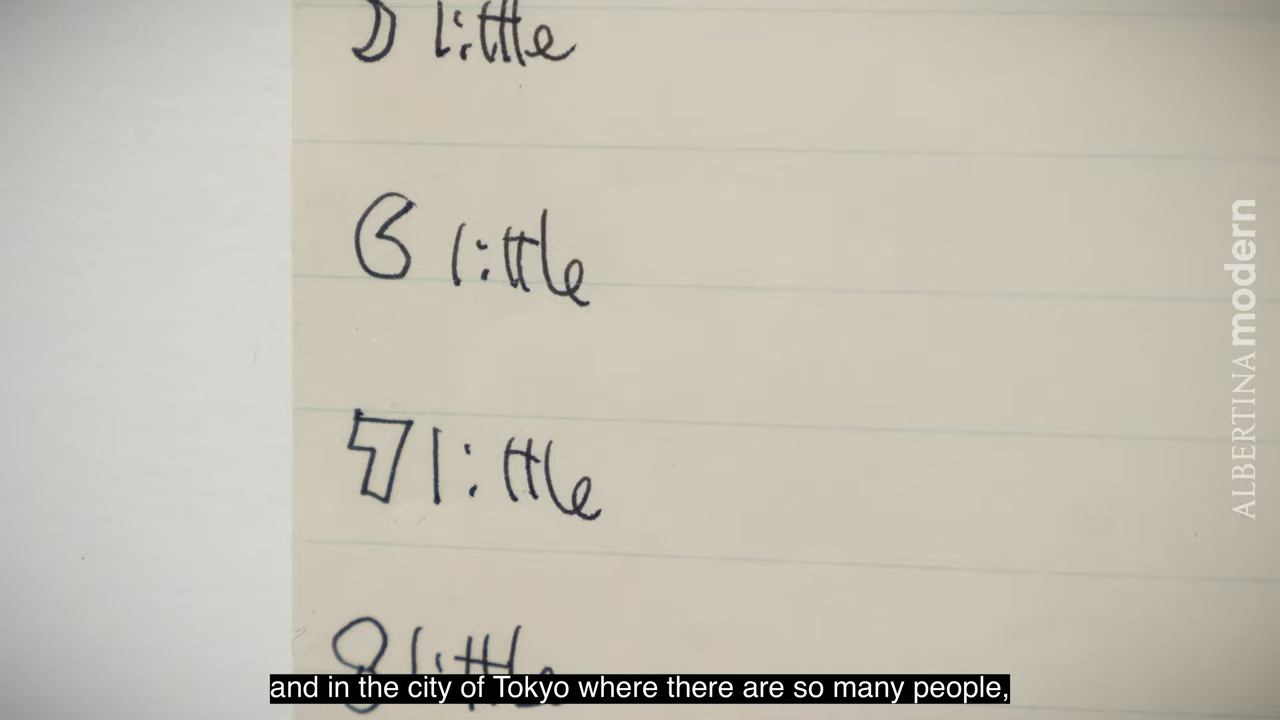 5 little
6 little
7 little
8 little
and in the city of Tokyo where there are so many people,
ALBERTINA modern